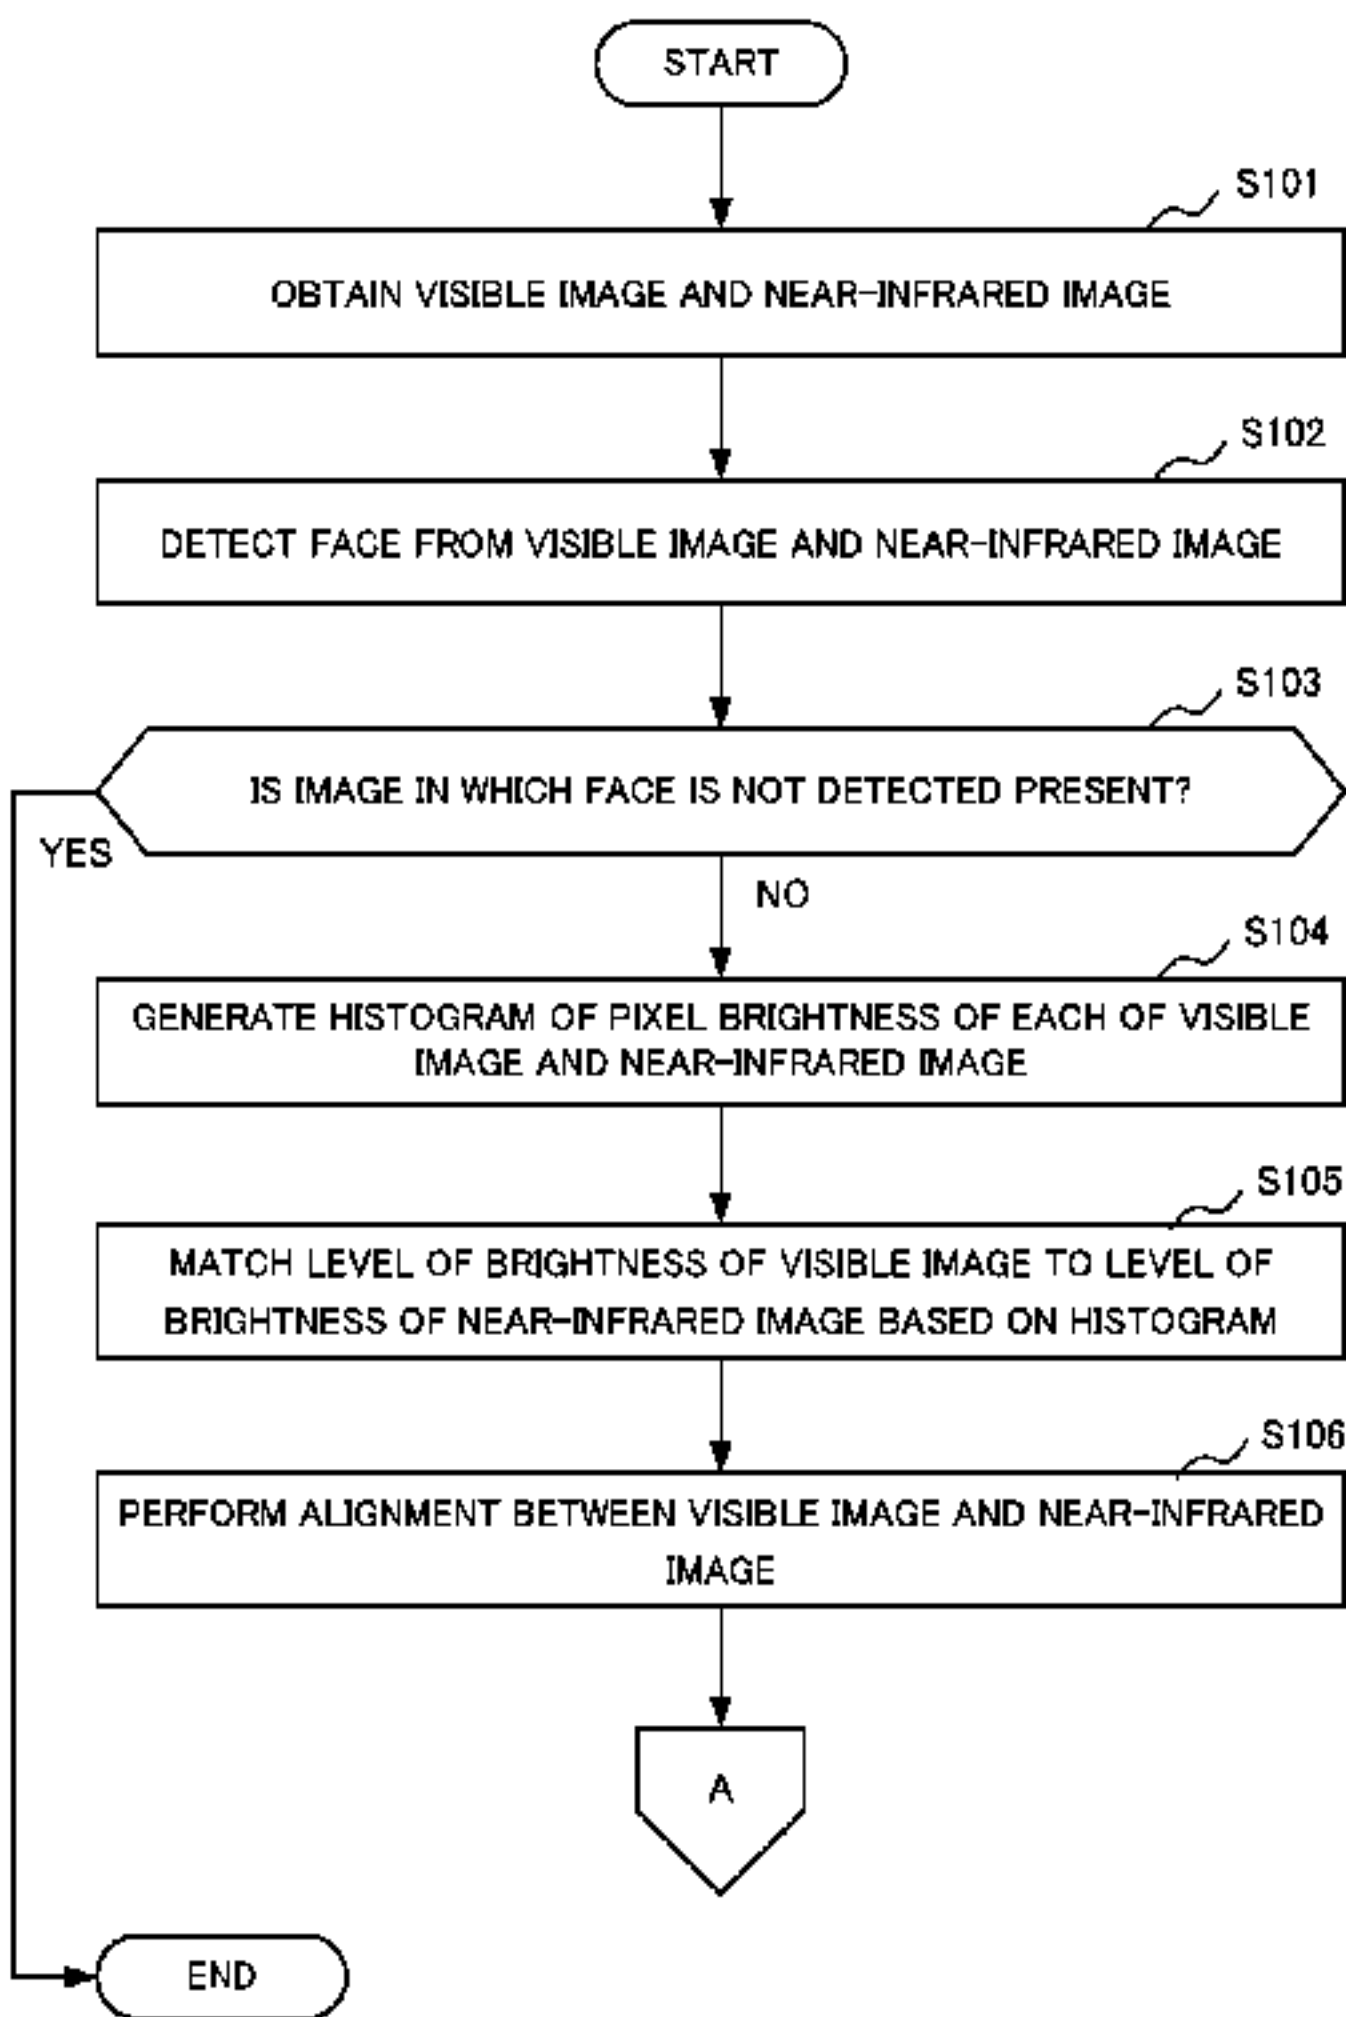 START
S101
OBTAIN VISIBLE IMAGE AND NEAR-INFRARED IMAGE
S102
DETECT FACE FROM VISIBLE IMAGE AND NEAR-INFRARED IMAGE
S103
IS IMAGE IN WHICH FACE IS NOT DETECTED PRESENT?
YES
NO
S104
GENERATE HISTOGRAM OF PIXEL BRIGHTNESS OF EACH OF VISIBLE
IMAGE AND NEAR-INFRARED IMAGE
S105
MATCH LEVEL OF BRIGHTNESS OF VISIBLE IMAGE TO LEVEL OF
BRIGHTNESS OF NEAR-INFRARED IMAGE BASED ON HISTOGRAM
S106
PERFORM ALIGNMENT BETWEEN VISIBLE IMAGE AND NEAR-INFRARED
IMAGE
A
END